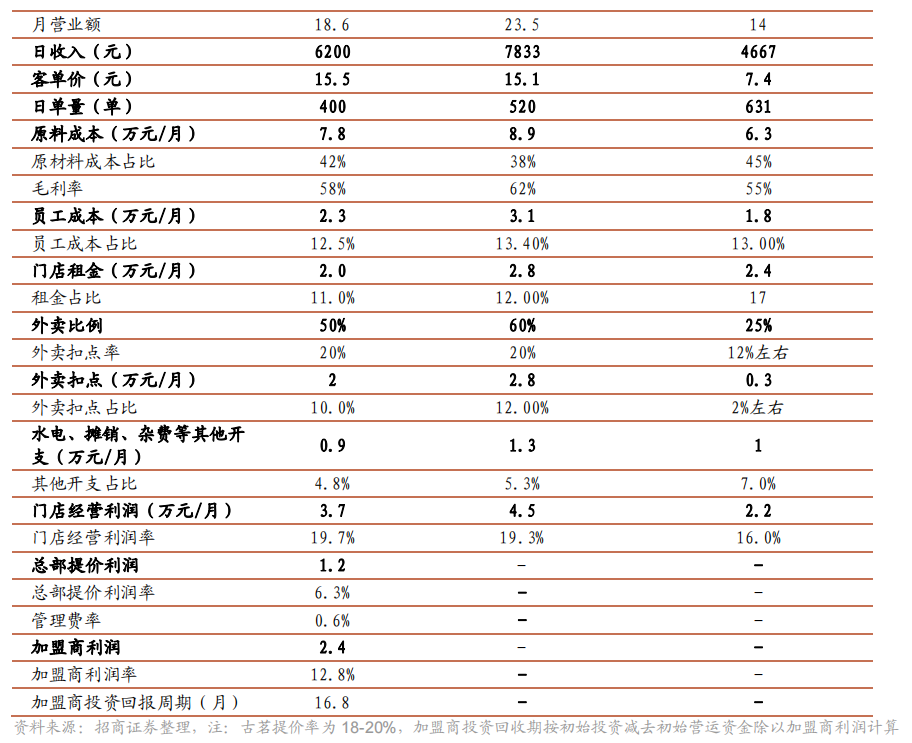 月营业额 18.6 23.5 14
日收入（元） 6200 7833 4667
客单价（元） 15.5 15.1 7.4
日单量（单） 400 520 631
原料成本（万元/月） 7.8 8.9 6.3
原材料成本占比 42% 38% 45%
毛利率 58% 62% 55%
员工成本（万元/月） 2.3 3.1 1.8
员工成本占比 12.5% 13.40% 13.00%
门店租金（万元/月） 2.0 2.8 2.4
租金占比 11.0% 12.00% 17
外卖比例 50% 60% 25%
外卖扣点率 20% 20% 12%左右
外卖扣点（万元/月） 2 2.8 0.3
外卖扣点占比 10.0% 12.00% 2%左右
水电、摊销、杂费等其他开
支（万元/月） 0.9 1.3 1
其他开支占比 4.8% 5.3% 7.0%
门店经营利润（万元/月） 3.7 4.5 2.2
门店经营利润率 19.7% 19.3% 16.0%
总部提价利润 1.2 – –
总部提价利润率 6.3% – –
管理费率 0.6% – –
加盟商利润 2.4 – –
加盟商利润率 12.8% – –
加盟商投资回报周期（月） 16.8 – –
资料来源：招商证券整理，注：古茗提价率为 18-20%，加盟商投资回收期按初始投资减去初始营运资金除以加盟商利润计算